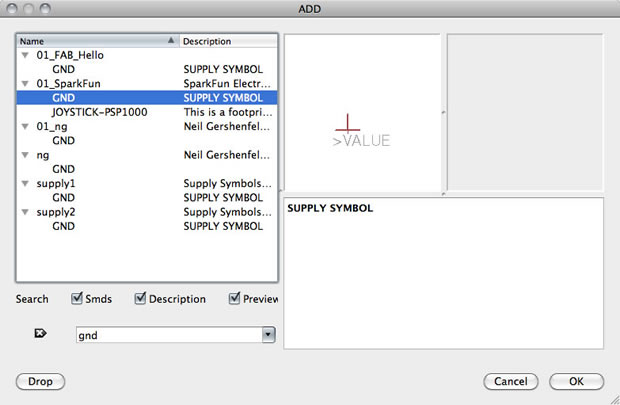 ADD
Name Description
01_FAB_Hello
GND SUPPLY SYMBOL
01_SparkFun SparkFun Electr...
GND SUPPLY SYMBOL
JOYSTICK-PSP1000 This is a footpri...
01_ng Neil Gershenfel...
GND
ng Neil Gershenfel...
GND
supply1 Supply Symbols...
GND SUPPLY SYMBOL
supply2 Supply Symbols...
GND SUPPLY SYMBOL
>VALUE
SUPPLY SYMBOL
Search Smds Description Preview
gnd
Drop Cancel OK